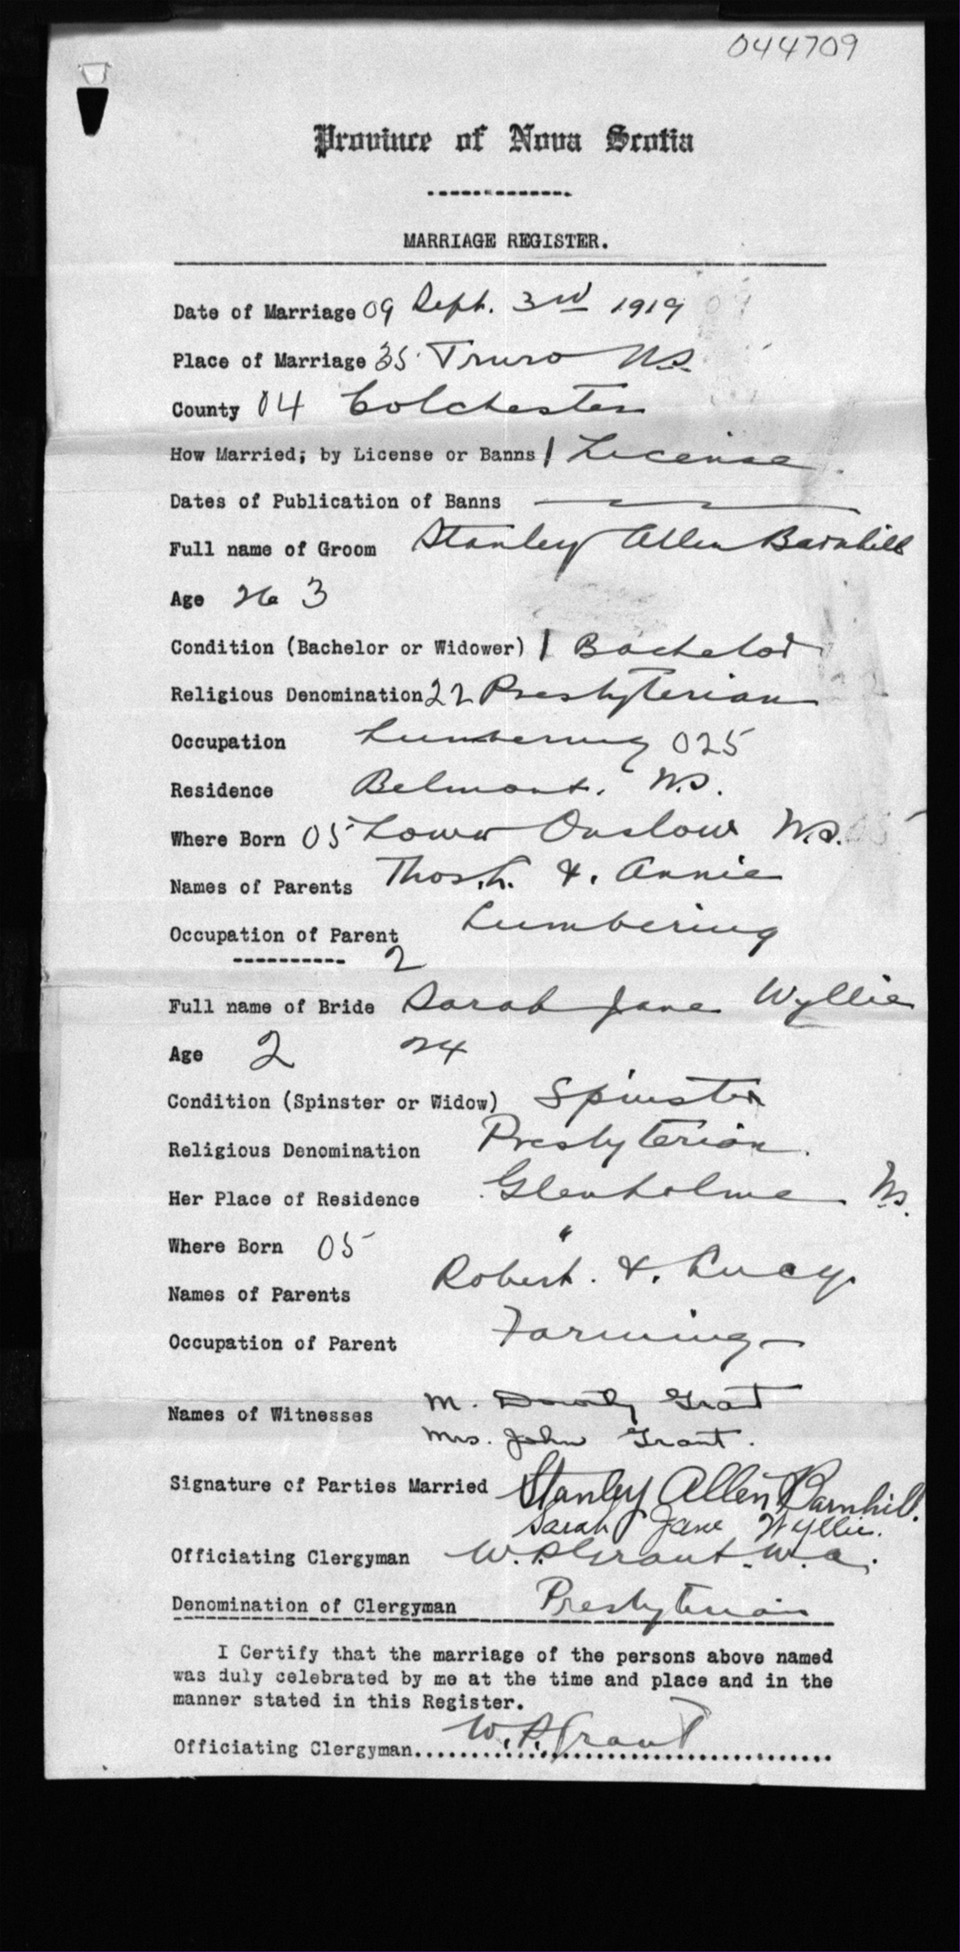 044709
Province of Nova Scotia
MARRIAGE REGISTER.
Date of Marriage 09 Sept. 3rd 1919
Place of Marriage 35 Truro N.S.
County 04 Colchester
How Married; by License or Banns 1 License
Dates of Publication of Banns
Full name of Groom Stanley Allen Barnhill
Age 26 3
Condition (Bachelor or Widower) 1 Bachelor
Religious Denomination 22 Presbyterian
Occupation Lumbering 025
Residence Belmont. N.S.
Where Born 05 Lower Onslow N.S.
Names of Parents Thos. L. &. Annie
Occupation of Parent Lumbering
2
Full name of Bride Sarah Jane Wyllie
Age 2 24
Condition (Spinster or Widow) Spinster
Religious Denomination Presbyterian.
Her Place of Residence Glenholme N.S.
Where Born 05 "
Names of Parents Robert. &. Lucy.
Occupation of Parent Farming
Names of Witnesses M. Dorothy Grant
Mrs. John Grant.
Signature of Parties Married Stanley Allen Barnhill.
Sarah Jane Wyllie.
Officiating Clergyman W. P. Grant.
Denomination of Clergyman Presbyterian
I Certify that the marriage of the persons above named
was duly celebrated by me at the time and place and in the
manner stated in this Register.
Officiating Clergyman W. P. Grant